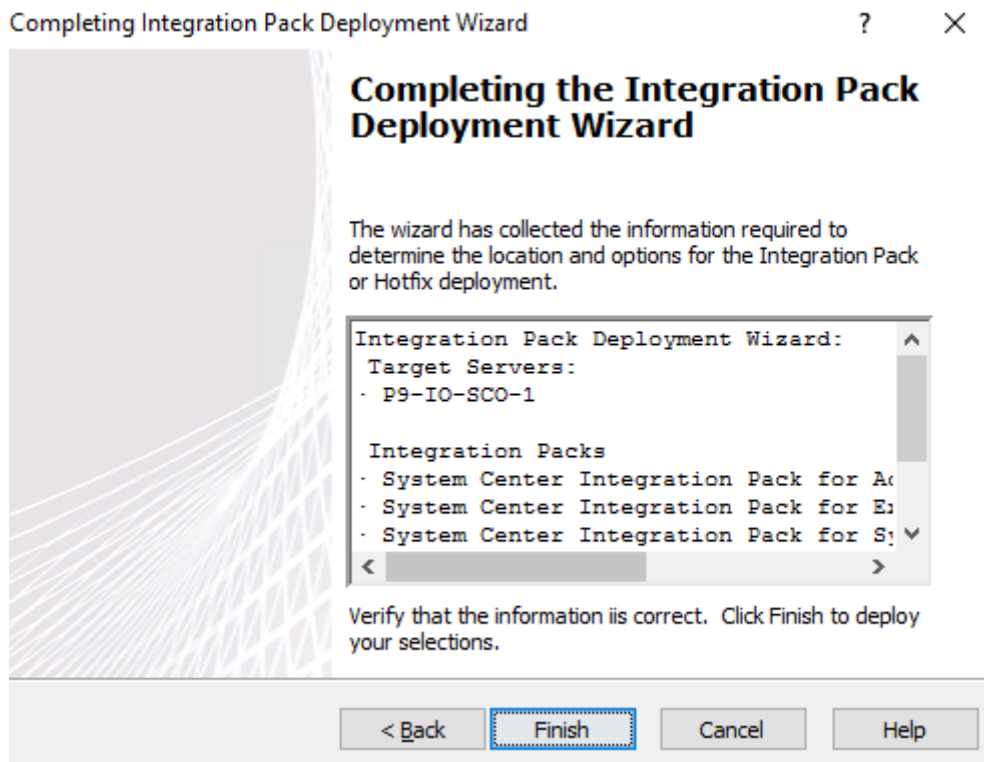 Completing Integration Pack Deployment Wizard
? ×
Completing the Integration Pack
Deployment Wizard
The wizard has collected the information required to
determine the location and options for the Integration Pack
or Hotfix deployment.
Integration Pack Deployment Wizard:
Target Servers:
· P9-IO-SCO-1
Integration Packs
· System Center Integration Pack for
· System Center Integration Pack for
· System Center Integration Pack for
Verify that the information iis correct. Click Finish to deploy
your selections.
< Back Finish Cancel Help